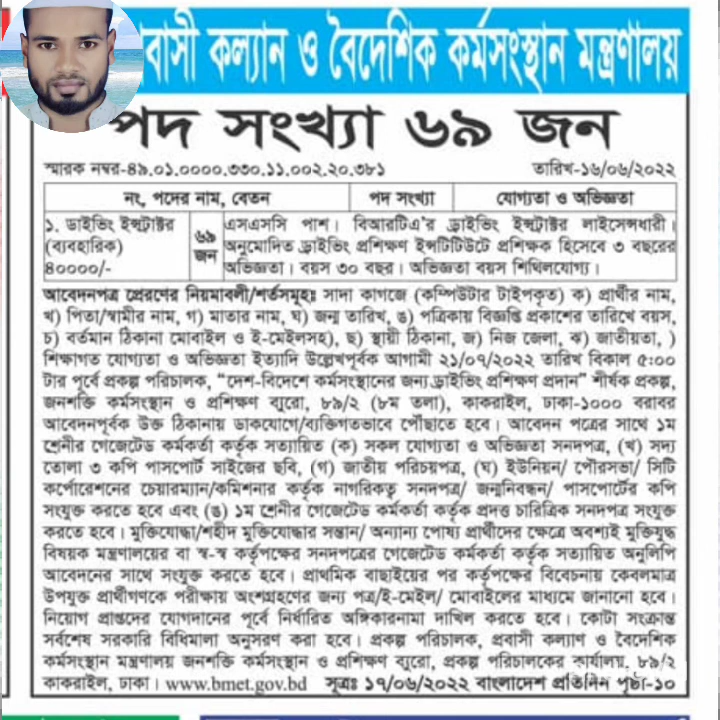 বাসী কল্যান ও বৈদেশিক কর্মসংস্থান মন্ত্রণালয়
পদ সংখ্যা ৬৯ জন
স্মারক নম্বর-৪৯.০১.০০০০.৩৩০.১১.০০২.২০.৩৮১ তারিখ-১৬/০৬/২০২২
নং, পদের নাম, বেতন পদ সংখ্যা যোগ্যতা ও অভিজ্ঞতা
১. ডাইভিং ইন্সট্রাক্টর
(ব্যবহারিক)
৪০০০০/-
৬৯
জন
এসএসসি পাশ। বিআরটিএ'র ড্রাইভিং ইন্সট্রাক্টর লাইসেন্সধারী।
অনুমোদিত ড্রাইভিং প্রশিক্ষণ ইন্সটিটিউটে প্রশিক্ষক হিসেবে ৩ বছরের
অভিজ্ঞতা। বয়স ৩০ বছর। অভিজ্ঞতা বয়স শিথিলযোগ্য।
আবেদনপত্র প্রেরণের নিয়মাবলী/শর্তসমূহঃ সাদা কাগজে (কম্পিউটার টাইপকৃত) ক) প্রার্থীর নাম,
খ) পিতা/স্বামীর নাম, গ) মাতার নাম, ঘ) জন্ম তারিখ, ঙ) পত্রিকায় বিজ্ঞপ্তি প্রকাশের তারিখে বয়স,
চ) বর্তমান ঠিকানা মোবাইল ও ই-মেইলসহ), ছ) স্থায়ী ঠিকানা, জ) নিজ জেলা, ঝ) জাতীয়তা, )
শিক্ষাগত যোগ্যতা ও অভিজ্ঞতা ইত্যাদি উল্লেখপূর্বক আগামী ২১/০৭/২০২২ তারিখ বিকাল ৫:০০
টার পূর্বে প্রকল্প পরিচালক, “দেশ-বিদেশে কর্মসংস্থানের জন্য ড্রাইভিং প্রশিক্ষণ প্রদান” শীর্ষক প্রকল্প,
জনশক্তি কর্মসংস্থান ও প্রশিক্ষণ ব্যুরো, ৮৯/২ (৮ম তলা), কাকরাইল, ঢাকা-১০০০ বরাবর
আবেদনপূর্বক উক্ত ঠিকানায় ডাকযোগে/ব্যক্তিগতভাবে পৌঁছাতে হবে। আবেদন পত্রের সাথে ১ম
শ্রেনীর গেজেটেড কর্মকর্তা কর্তৃক সত্যায়িত (ক) সকল যোগ্যতা ও অভিজ্ঞতা সনদপত্র, (খ) সদ্য
তোলা ৩ কপি পাসপোর্ট সাইজের ছবি, (গ) জাতীয় পরিচয়পত্র, (ঘ) ইউনিয়ন/ পৌরসভা/ সিটি
কর্পোরেশনের চেয়ারম্যান/কমিশনার কর্তৃক নাগরিকত্ব সনদপত্র/ জন্মনিবন্ধন/ পাসপোর্টের কপি
সংযুক্ত করতে হবে এবং (ঙ) ১ম শ্রেনীর গেজেটেড কর্মকর্তা কর্তৃক প্রদত্ত চারিত্রিক সনদপত্র সংযুক্ত
করতে হবে। মুক্তিযোদ্ধা/শহীদ মুক্তিযোদ্ধার সন্তান/ অন্যান্য পোষ্য প্রার্থীদের ক্ষেত্রে অবশ্যই মুক্তিযুদ্ধ
বিষয়ক মন্ত্রণালয়ের বা স্ব-স্ব কর্তৃপক্ষের সনদপত্রের গেজেটেড কর্মকর্তা কর্তৃক সত্যায়িত অনুলিপি
আবেদনের সাথে সংযুক্ত করতে হবে। প্রাথমিক বাছাইয়ের পর কর্তৃপক্ষের বিবেচনায় কেবলমাত্র
উপযুক্ত প্রার্থীগণকে পরীক্ষায় অংশগ্রহণের জন্য পত্র/ই-মেইল/ মোবাইলের মাধ্যমে জানানো হবে।
নিয়োগ প্রাপ্তদের যোগদানের পূর্বে নির্ধারিত অঙ্গিকারনামা দাখিল করতে হবে। কোটা সংক্রান্ত
সর্বশেষ সরকারি বিধিমালা অনুসরণ করা হবে। প্রকল্প পরিচালক, প্রবাসী কল্যাণ ও বৈদেশিক
কর্মসংস্থান মন্ত্রণালয় জনশক্তি কর্মসংস্থান ও প্রশিক্ষণ ব্যুরো, প্রকল্প পরিচালকের কার্যালয়, ৮৯/২
কাকরাইল, ঢাকা। www.bmet.gov.bd সূত্রঃ ১৭/০৬/২০২২ বাংলাদেশ প্রতিদিন পৃষ্ঠা-১০